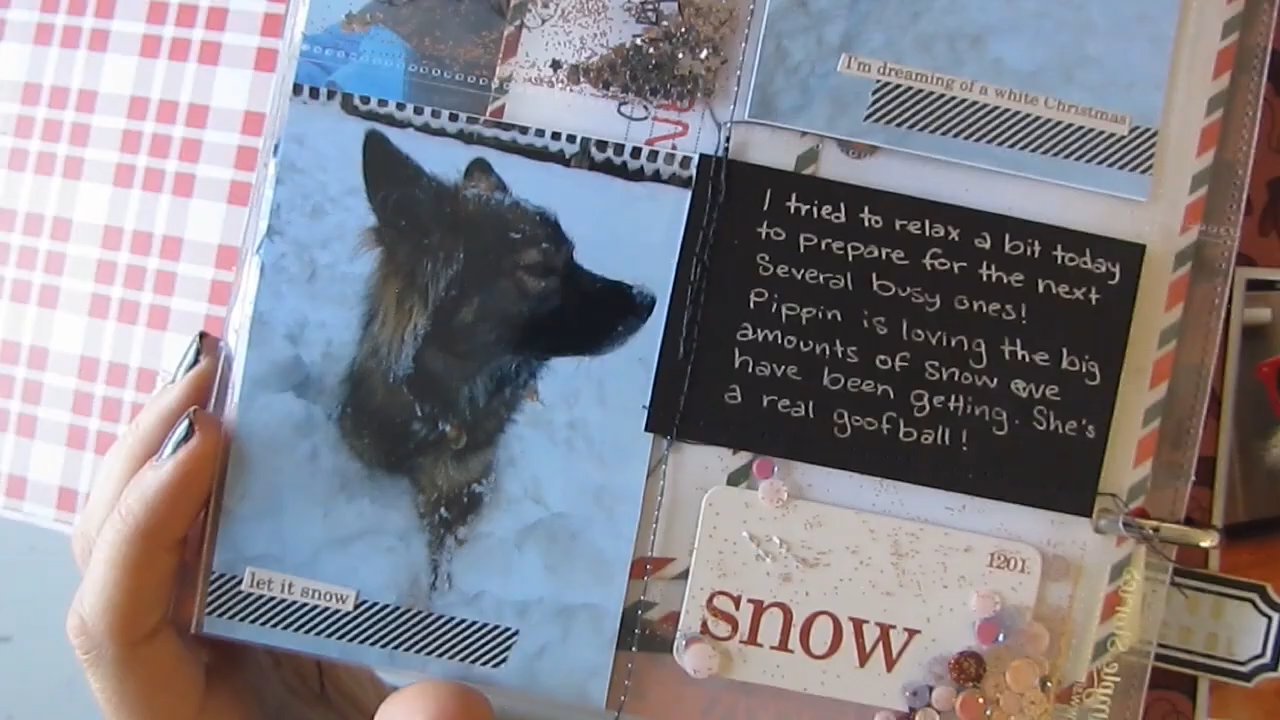 I'm dreaming of a white Christmas
I tried to relax a bit today
to prepare for the next
several busy ones!
Pippin is loving the big
amounts of snow we
have been getting. She's
a real goofball!
let it snow
1201.
snow